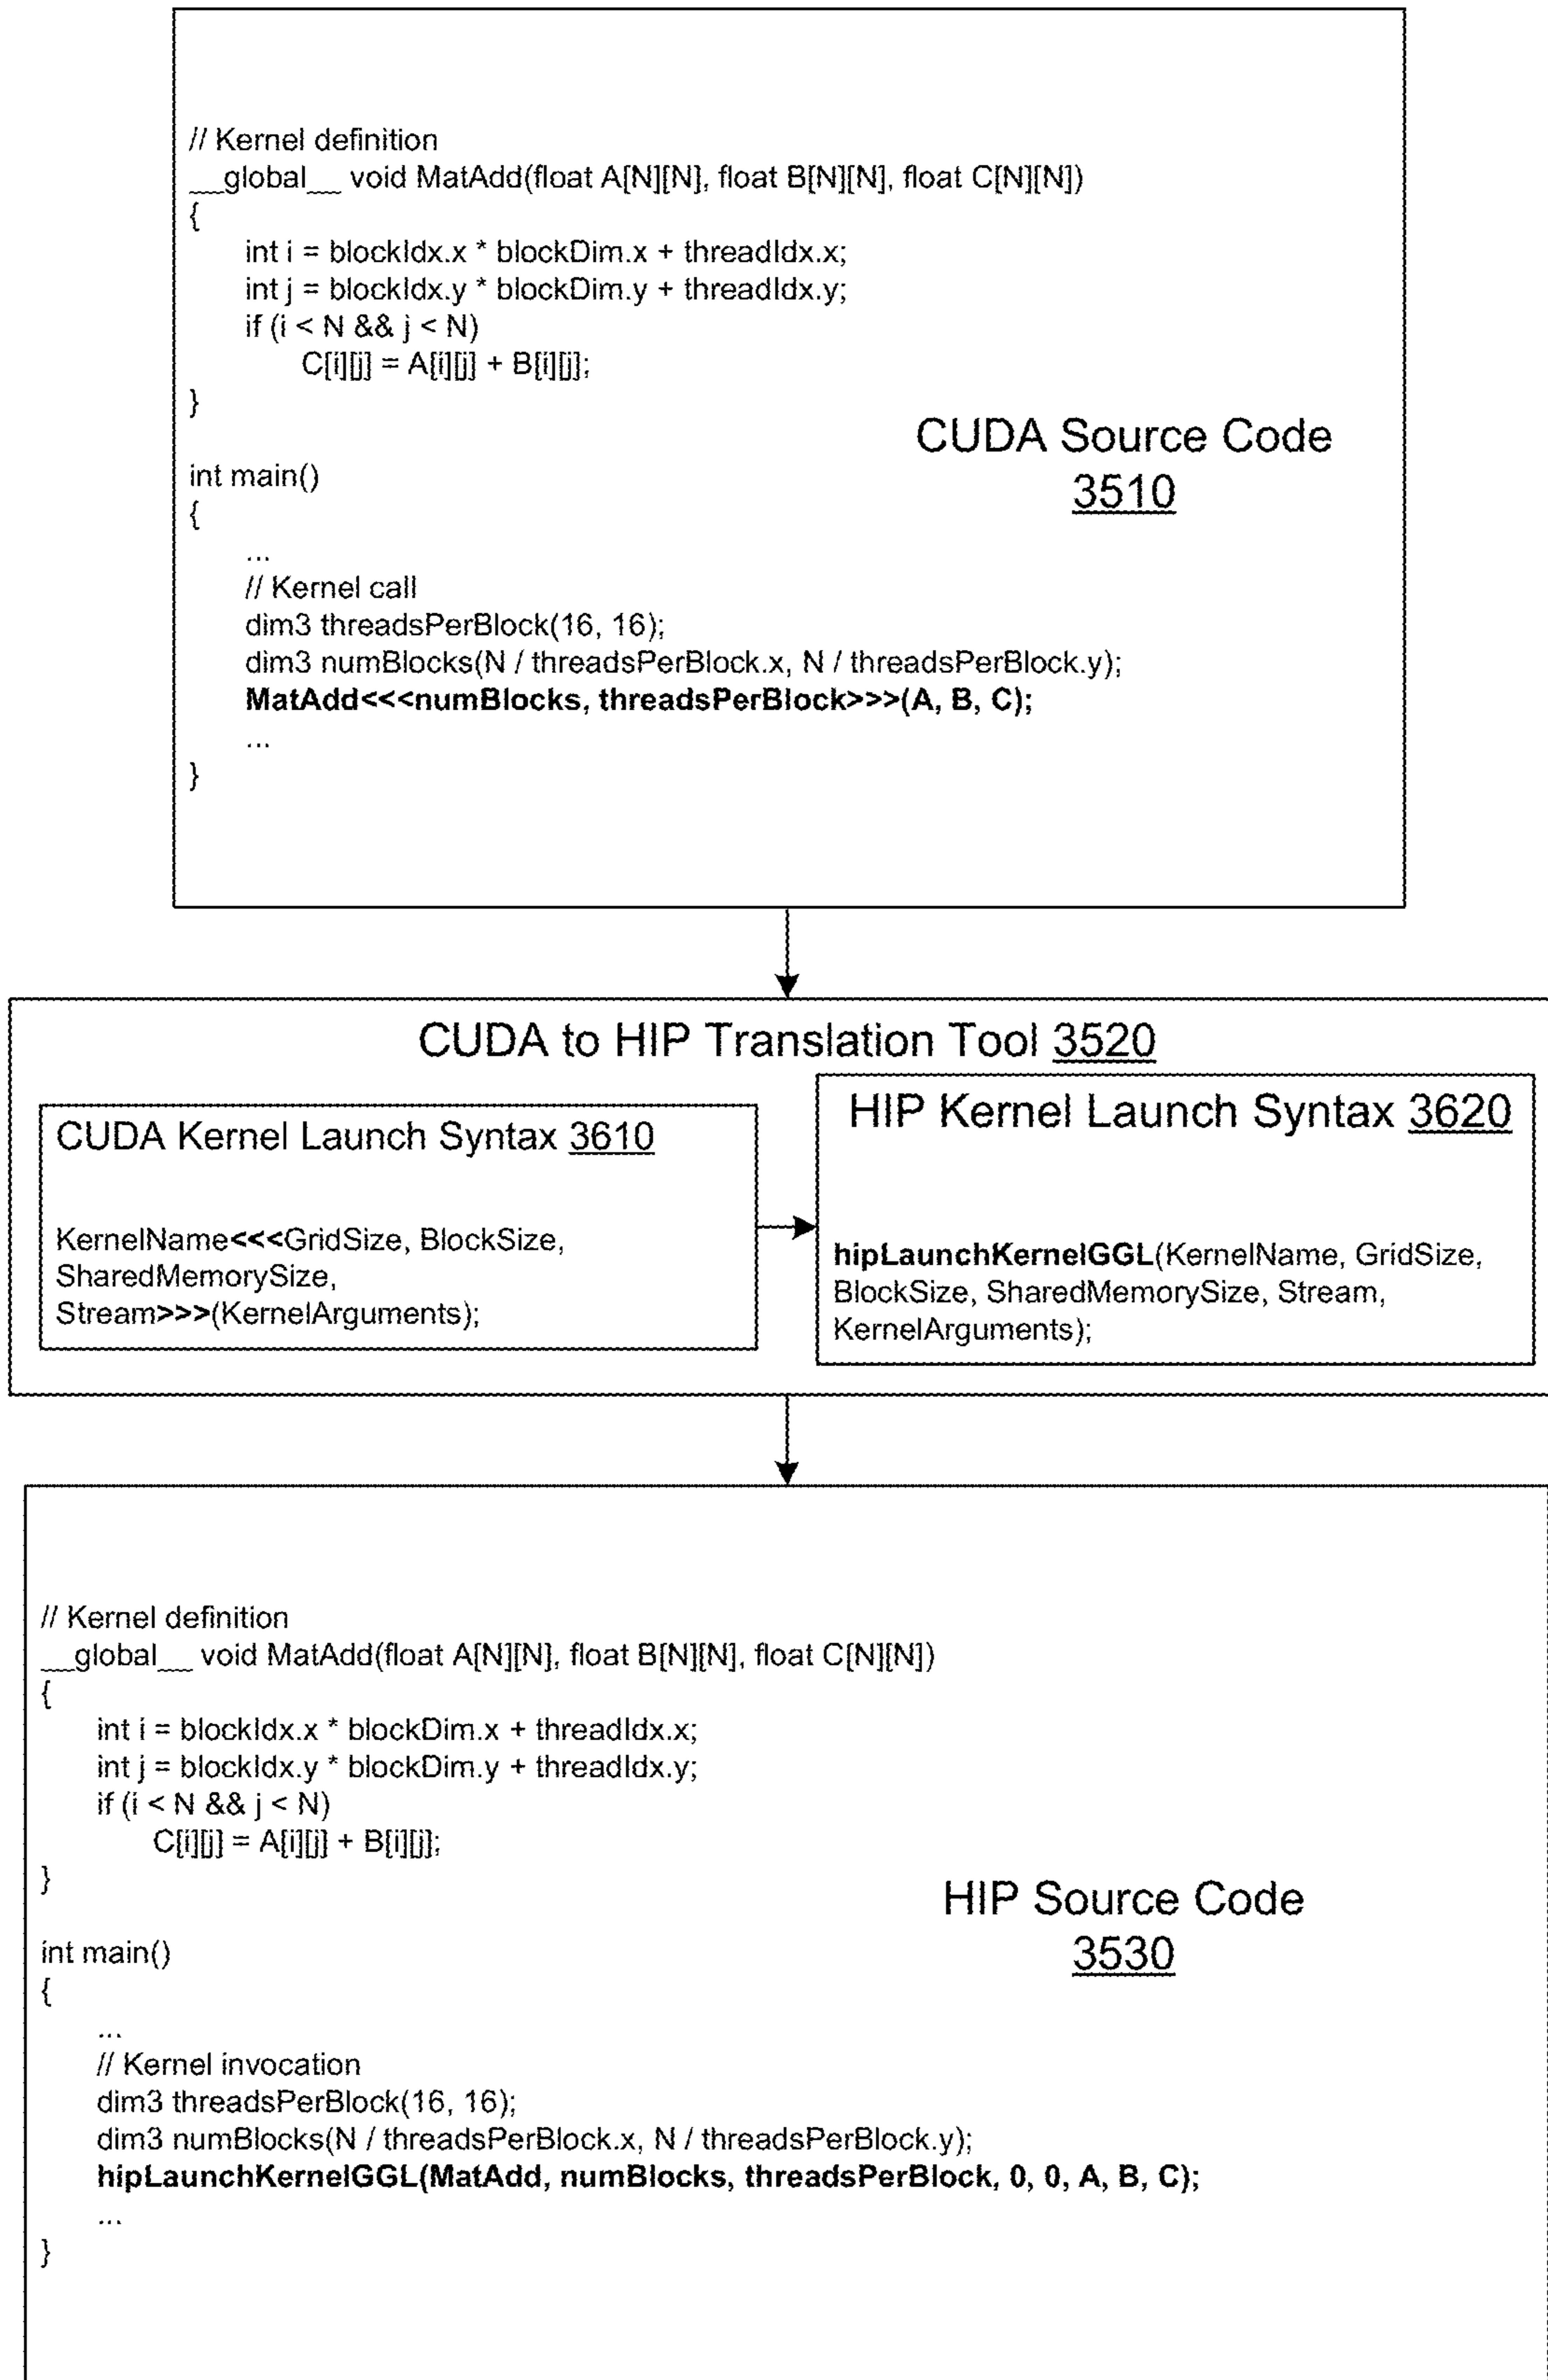 // Kernel definition
__global__ void MatAdd(float A[N][N], float B[N][N], float C[N][N])
{
int i = blockIdx.x * blockDim.x + threadIdx.x;
int j = blockIdx.y * blockDim.y + threadIdx.y;
if (i < N && j < N)
C[i][j] = A[i][j] + B[i][j];
}
CUDA Source Code
3510
int main()
{
...
// Kernel call
dim3 threadsPerBlock(16, 16);
dim3 numBlocks(N / threadsPerBlock.x, N / threadsPerBlock.y);
MatAdd<<<numBlocks, threadsPerBlock>>>(A, B, C);
...
}
CUDA to HIP Translation Tool 3520
CUDA Kernel Launch Syntax 3610
KernelName<<<GridSize, BlockSize,
SharedMemorySize,
Stream>>>(KernelArguments);
HIP Kernel Launch Syntax 3620
hipLaunchKernelGGL(KernelName, GridSize,
BlockSize, SharedMemorySize, Stream,
KernelArguments);
// Kernel definition
__global__ void MatAdd(float A[N][N], float B[N][N], float C[N][N])
{
int i = blockIdx.x * blockDim.x + threadIdx.x;
int j = blockIdx.y * blockDim.y + threadIdx.y;
if (i < N && j < N)
C[i][j] = A[i][j] + B[i][j];
}
HIP Source Code
3530
int main()
{
...
// Kernel invocation
dim3 threadsPerBlock(16, 16);
dim3 numBlocks(N / threadsPerBlock.x, N / threadsPerBlock.y);
hipLaunchKernelGGL(MatAdd, numBlocks, threadsPerBlock, 0, 0, A, B, C);
...
}